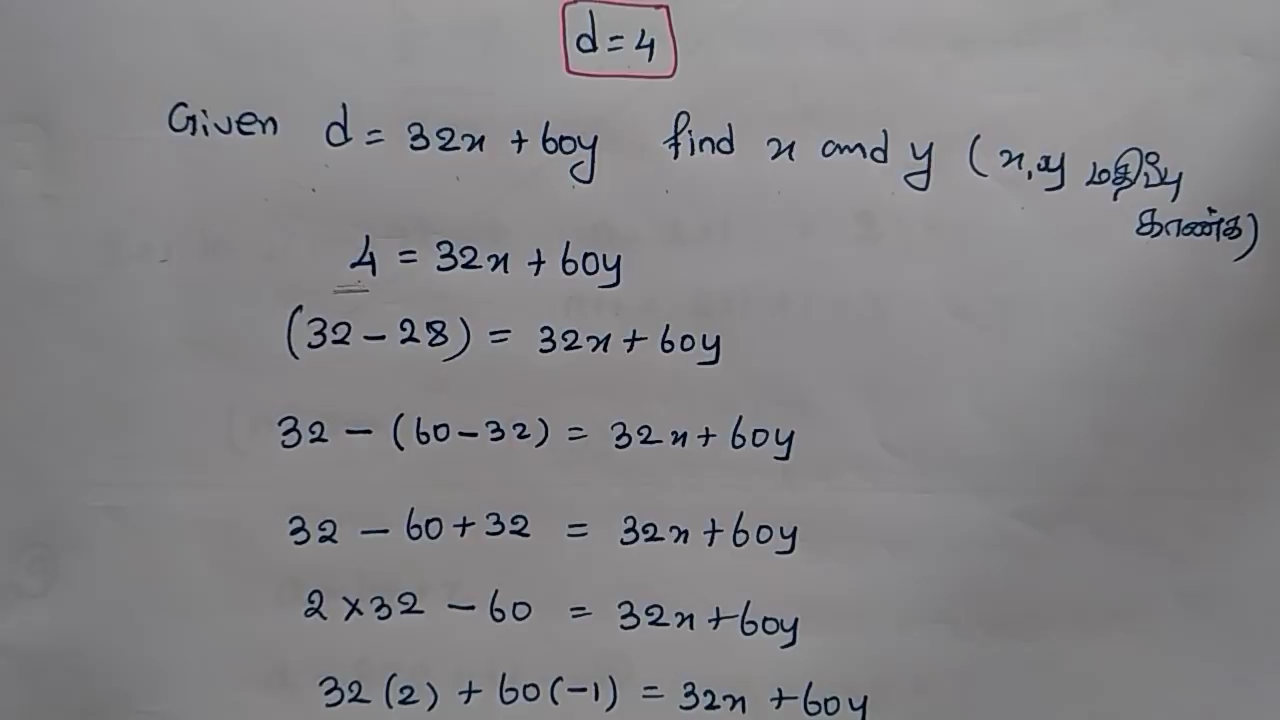 d = 4
Given d = 32x + 60y find x and y (x, y மதிப்பு
காண்க)
4 = 32x + 60y
(32 - 28) = 32x + 60y
32 - (60 - 32) = 32x + 60y
32 - 60 + 32 = 32x + 60y
2 × 32 - 60 = 32x + 60y
32 (2) + 60 (-1) = 32x + 60y